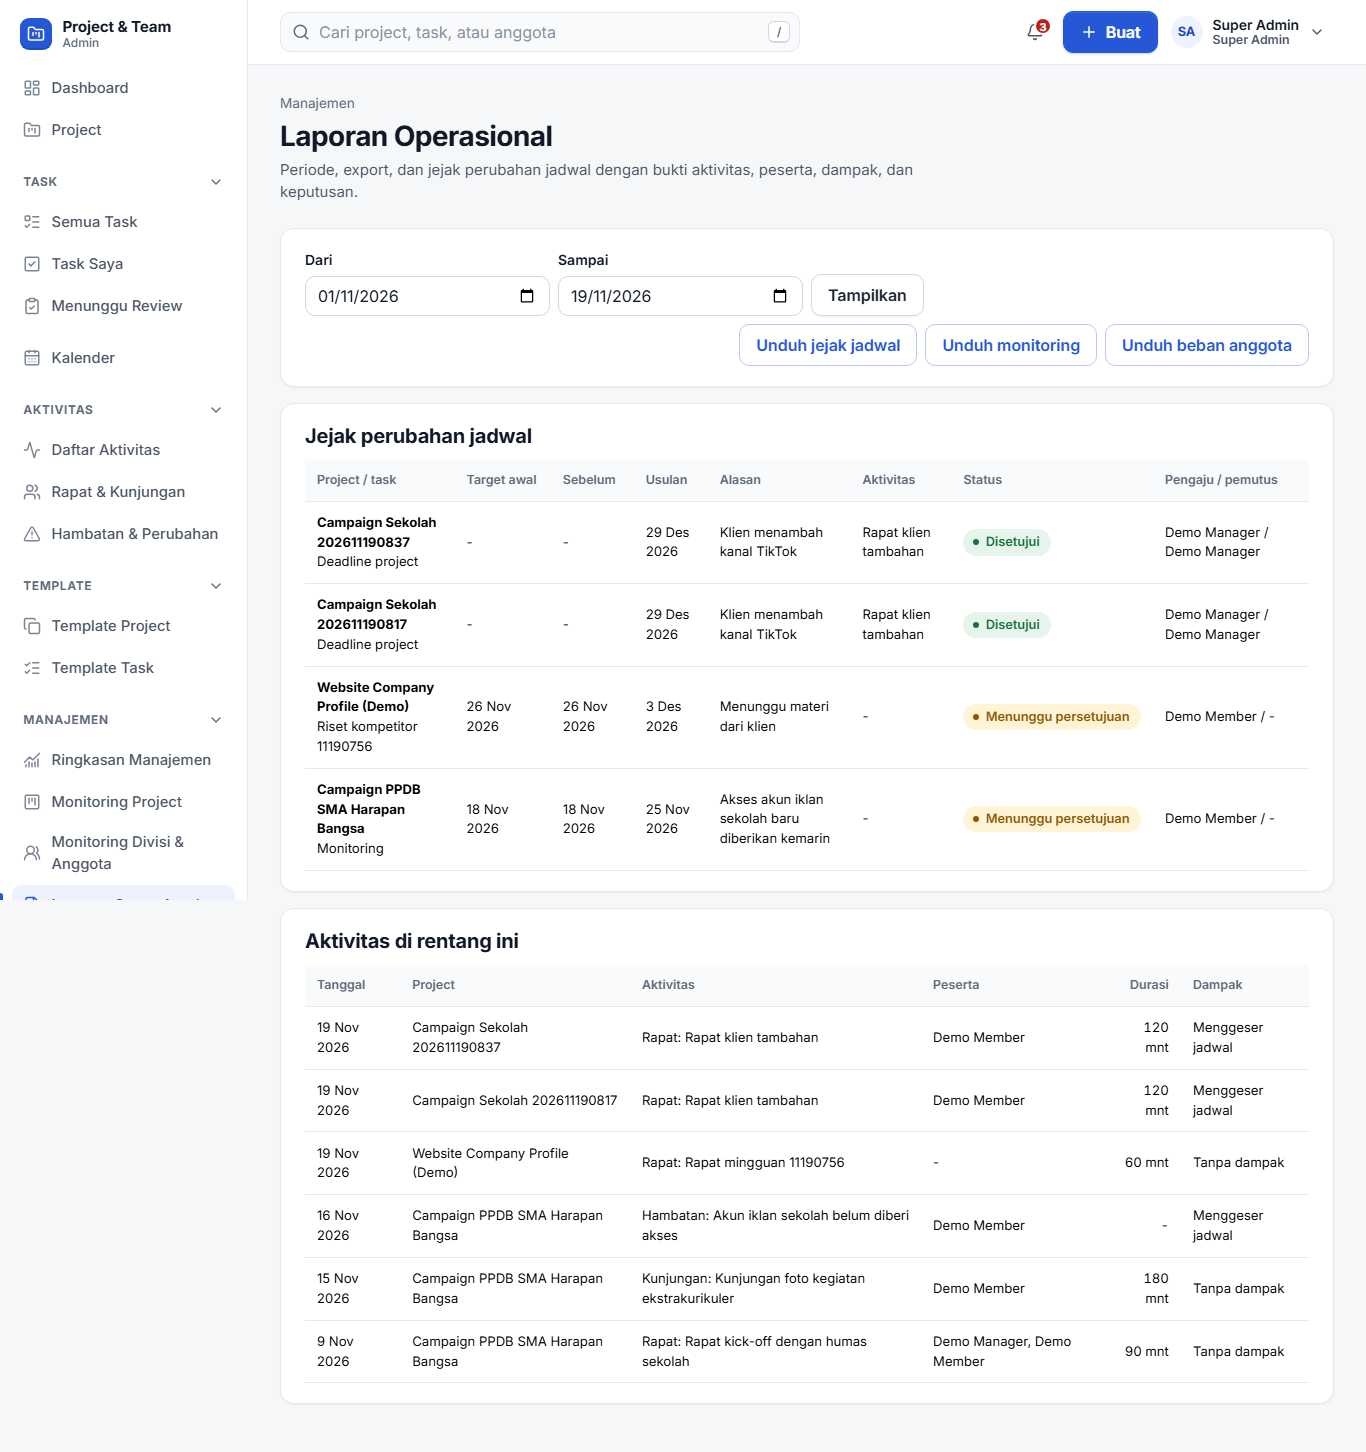 Project & Team
Admin
Cari project, task, atau anggota
/
3
Buat
SA
Super Admin
Super Admin
Dashboard
Project
TASK
Semua Task
Task Saya
Menunggu Review
Kalender
AKTIVITAS
Daftar Aktivitas
Rapat & Kunjungan
Hambatan & Perubahan
TEMPLATE
Template Project
Template Task
MANAJEMEN
Ringkasan Manajemen
Monitoring Project
Monitoring Divisi &
Anggota
Manajemen
Laporan Operasional
Periode, export, dan jejak perubahan jadwal dengan bukti aktivitas, peserta, dampak, dan
keputusan.
Dari
Sampai
01/11/2026
19/11/2026
Tampilkan
Unduh jejak jadwal
Unduh monitoring
Unduh beban anggota
Jejak perubahan jadwal
Project / task Target awal Sebelum Usulan Alasan Aktivitas Status Pengaju / pemutus
Campaign Sekolah
202611190837
Deadline project
-
-
29 Des
2026
Klien menambah
kanal TikTok
Rapat klien
tambahan
Disetujui
Demo Manager /
Demo Manager
Campaign Sekolah
202611190817
Deadline project
-
-
29 Des
2026
Klien menambah
kanal TikTok
Rapat klien
tambahan
Disetujui
Demo Manager /
Demo Manager
Website Company
Profile (Demo)
Riset kompetitor
11190756
26 Nov
2026
26 Nov
2026
3 Des
2026
Menunggu materi
dari klien
-
Menunggu persetujuan
Demo Member / -
Campaign PPDB
SMA Harapan
Bangsa
Monitoring
18 Nov
2026
18 Nov
2026
25 Nov
2026
Akses akun iklan
sekolah baru
diberikan kemarin
-
Menunggu persetujuan
Demo Member / -
Aktivitas di rentang ini
Tanggal Project Aktivitas Peserta Durasi Dampak
19 Nov
2026
Campaign Sekolah
202611190837
Rapat: Rapat klien tambahan
Demo Member
120
mnt
Menggeser
jadwal
19 Nov
2026
Campaign Sekolah 202611190817
Rapat: Rapat klien tambahan
Demo Member
120
mnt
Menggeser
jadwal
19 Nov
2026
Website Company Profile
(Demo)
Rapat: Rapat mingguan 11190756
-
60 mnt
Tanpa dampak
16 Nov
2026
Campaign PPDB SMA Harapan
Bangsa
Hambatan: Akun iklan sekolah belum diberi
akses
Demo Member
-
Menggeser
jadwal
15 Nov
2026
Campaign PPDB SMA Harapan
Bangsa
Kunjungan: Kunjungan foto kegiatan
ekstrakurikuler
Demo Member
180
mnt
Tanpa dampak
9 Nov
2026
Campaign PPDB SMA Harapan
Bangsa
Rapat: Rapat kick-off dengan humas
sekolah
Demo Manager, Demo
Member
90 mnt
Tanpa dampak